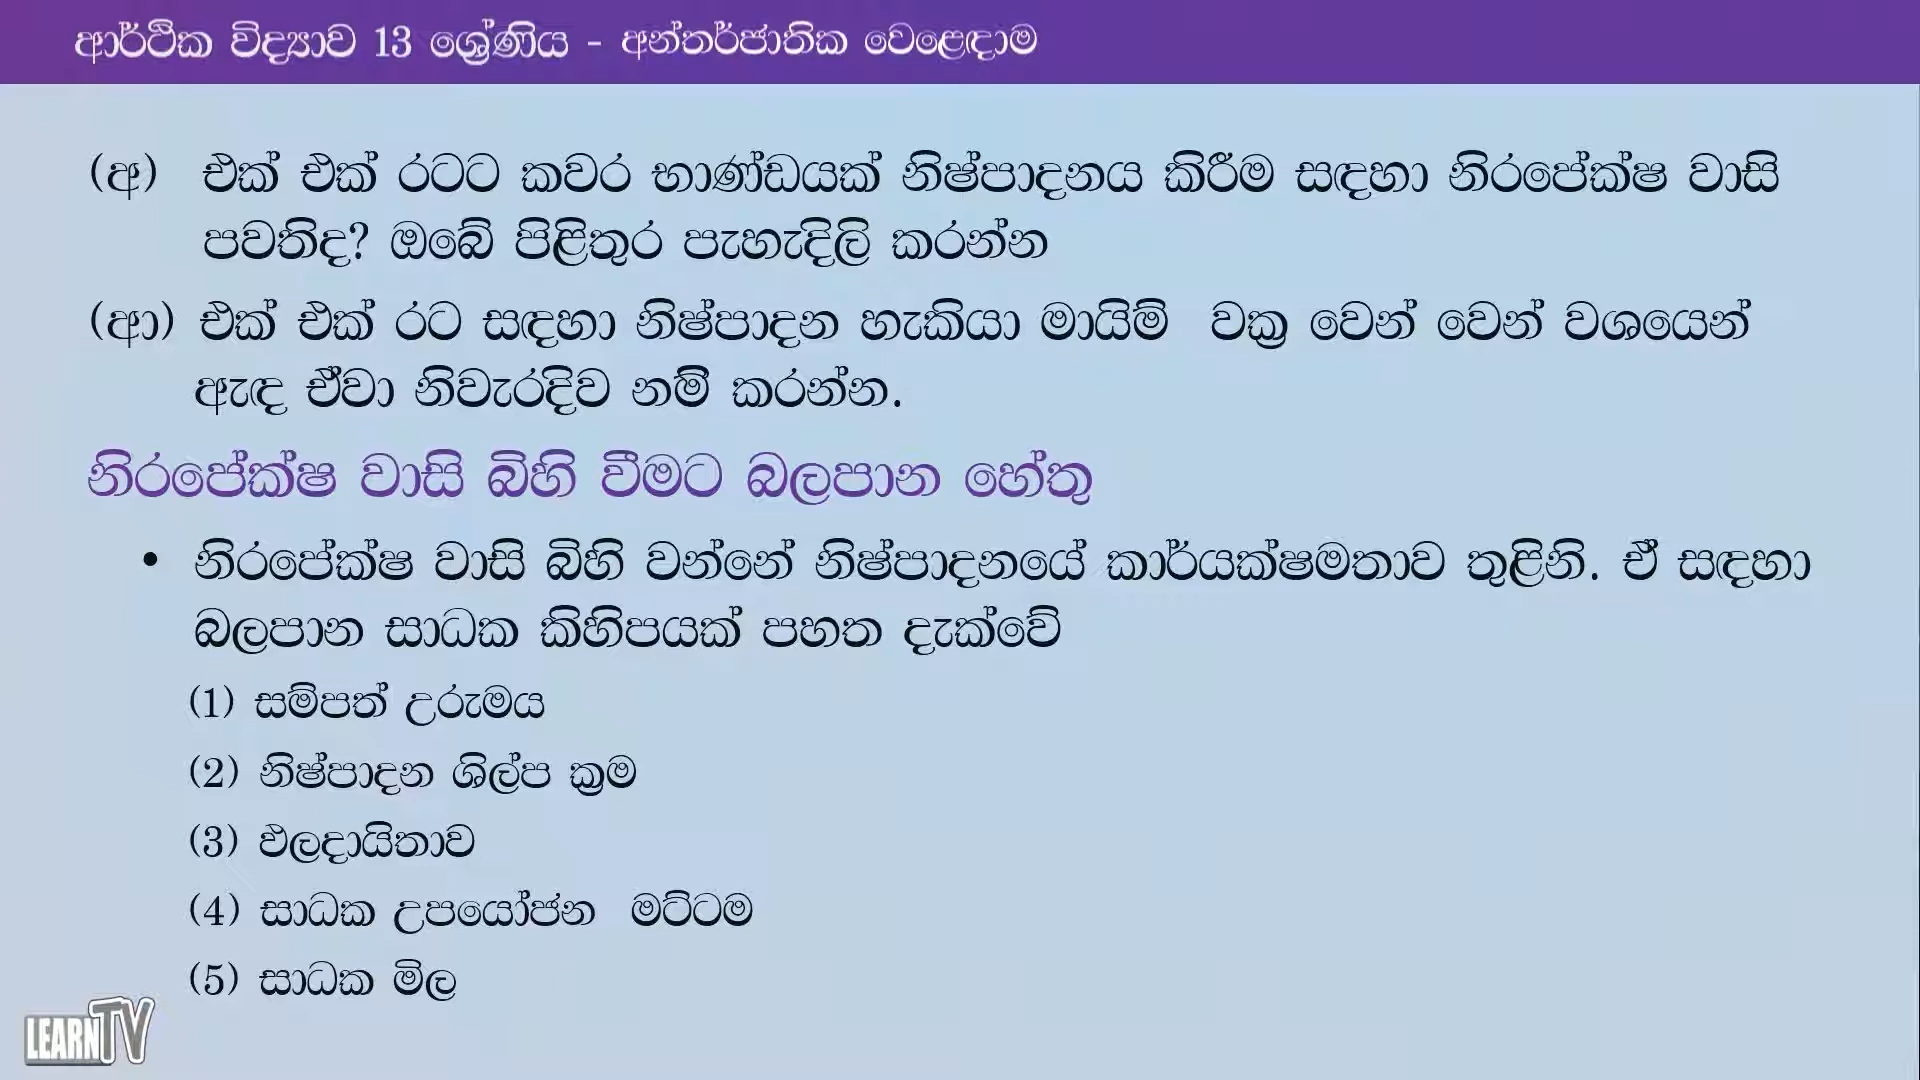 ආර්ථික විද්‍යාව 13 ශ්‍රේණිය - අන්තර්ජාතික වෙළෙඳාම
(අ) එක් එක් රටට කවර භාණ්ඩයක් නිෂ්පාදනය කිරීම සඳහා නිරපේක්ෂ වාසි
පවතිද? ඔබේ පිළිතුර පැහැදිලි කරන්න
(ආ) එක් එක් රට සඳහා නිෂ්පාදන හැකියා මායිම් වක්‍ර වෙන් වෙන් වශයෙන්
ඇඳ ඒවා නිවැරදිව නම් කරන්න.
නිරපේක්ෂ වාසි බිහි වීමට බලපාන හේතු
• නිරපේක්ෂ වාසි බිහි වන්නේ නිෂ්පාදනයේ කාර්යක්ෂමතාව තුළිනි. ඒ සඳහා
බලපාන සාධක කිහිපයක් පහත දැක්වේ
(1) සම්පත් උරුමය
(2) නිෂ්පාදන ශිල්ප ක්‍රම
(3) ඵලදායිතාව
(4) සාධක උපයෝජන මට්ටම
(5) සාධක මිල
LEARN TV